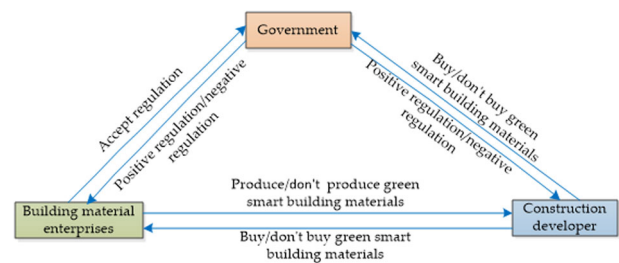 Government
Accept regulation
Positive regulation/negative
regulation
Buy/don't buy green
smart building materials
Positive regulation/negative
regulation
Building material
enterprises
Produce/don't produce green
smart building materials
Construction
developer
Buy/don't buy green smart
building materials